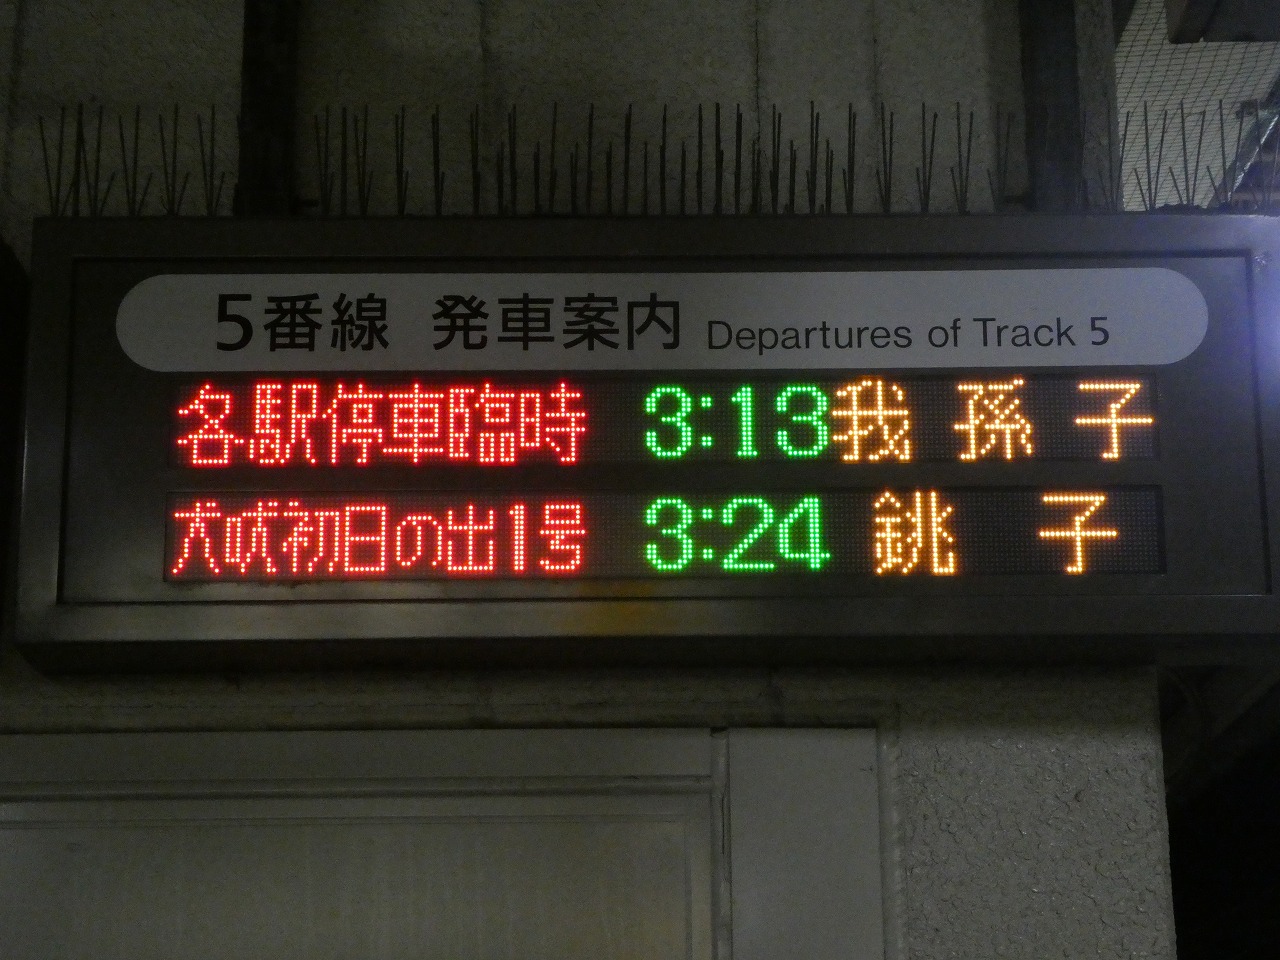 5番線 発車案内 Departures of Track 5
各駅停車臨時 3:13 我孫子
犬吠初日の出1号 3:24 銚子